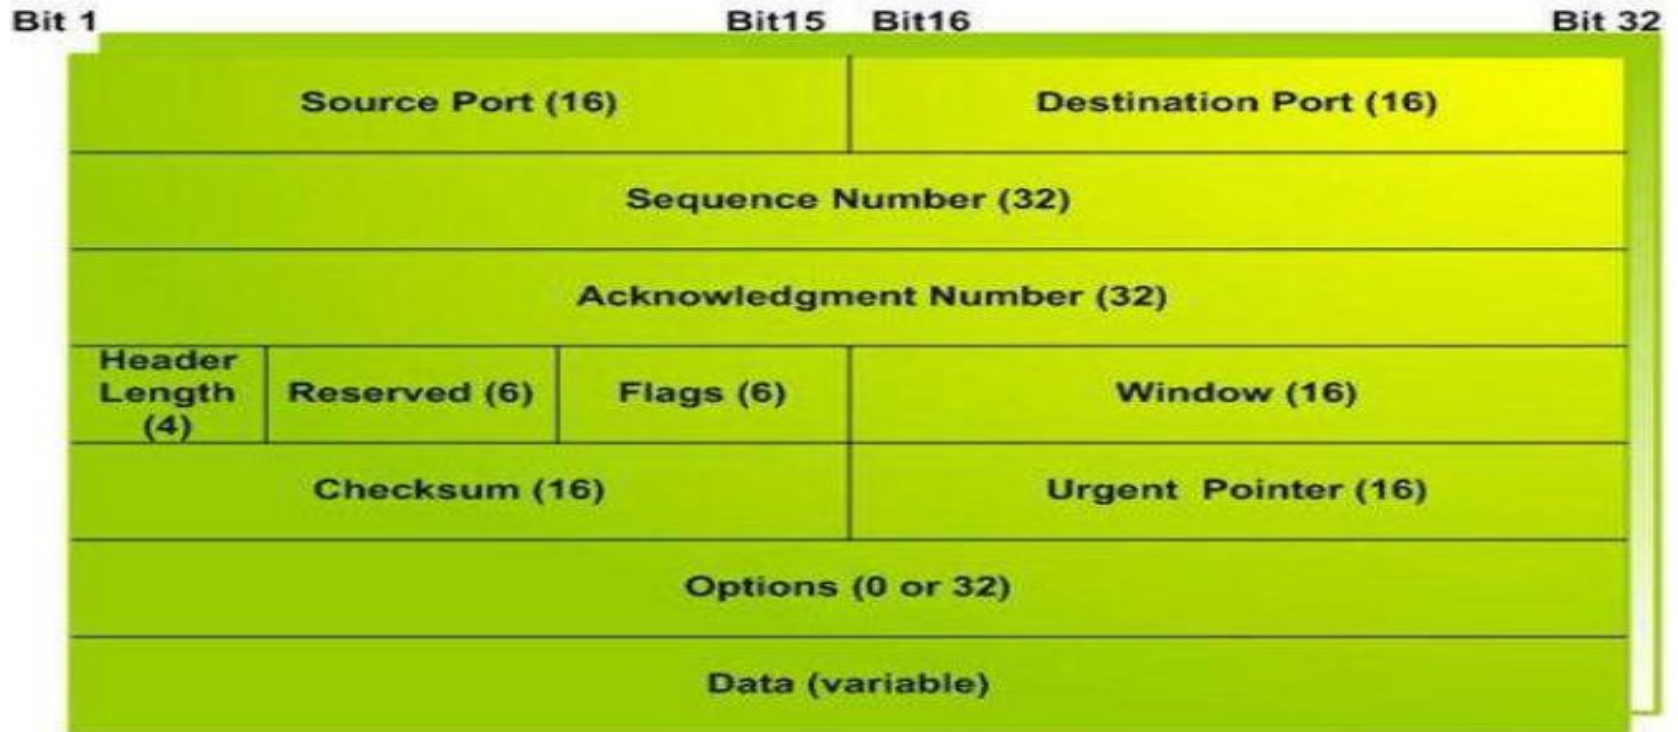 Bit 1 Bit15 Bit16 Bit 32
Source Port (16) Destination Port (16)
Sequence Number (32)
Acknowledgment Number (32)
Header
Length
(4)
Reserved (6) Flags (6) Window (16)
Checksum (16) Urgent Pointer (16)
Options (0 or 32)
Data (variable)